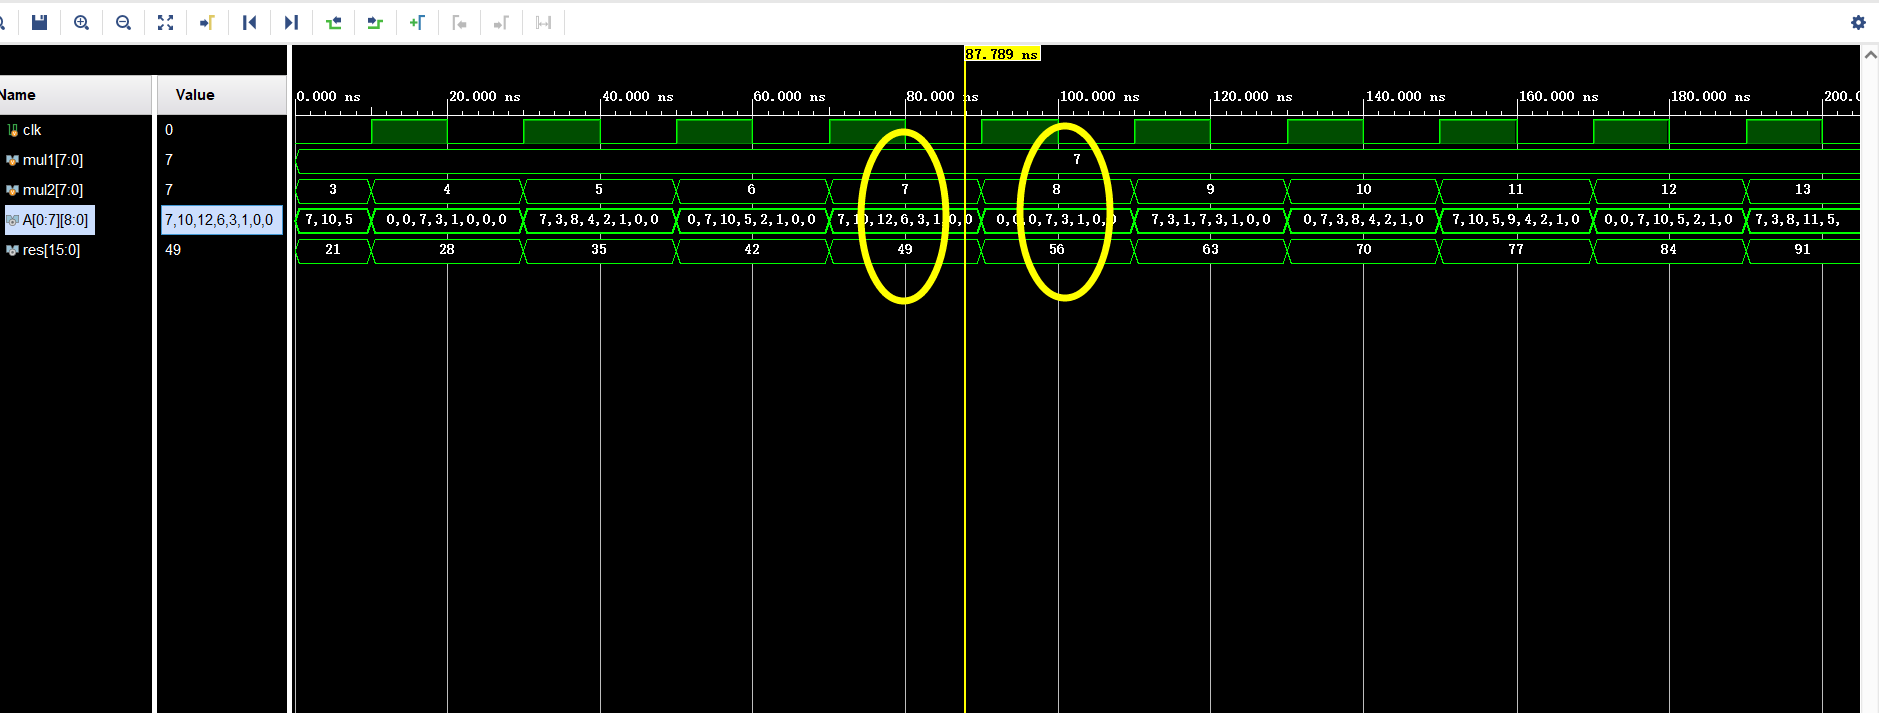 87.789 ns
Name Value
0.000 ns 20.000 ns 40.000 ns 60.000 ns 80.000 ns 100.000 ns 120.000 ns 140.000 ns 160.000 ns 180.000 ns 200.0
clk 0
mul1[7:0] 7 7
mul2[7:0] 7 3 4 5 6 7 8 9 10 11 12 13
A[0:7][8:0] 7,10,12,6,3,1,0,0 7,10,5 0,0,7,3,1,0,0,0 7,3,8,4,2,1,0,0 0,7,10,5,2,1,0,0 7,10,12,6,3,1,0,0 0,0,0,7,3,1,0,0 7,3,1,7,3,1,0,0 0,7,3,8,4,2,1,0 7,10,5,9,4,2,1,0 0,0,7,10,5,2,1,0 7,3,8,11,5,
res[15:0] 49 21 28 35 42 49 56 63 70 77 84 91